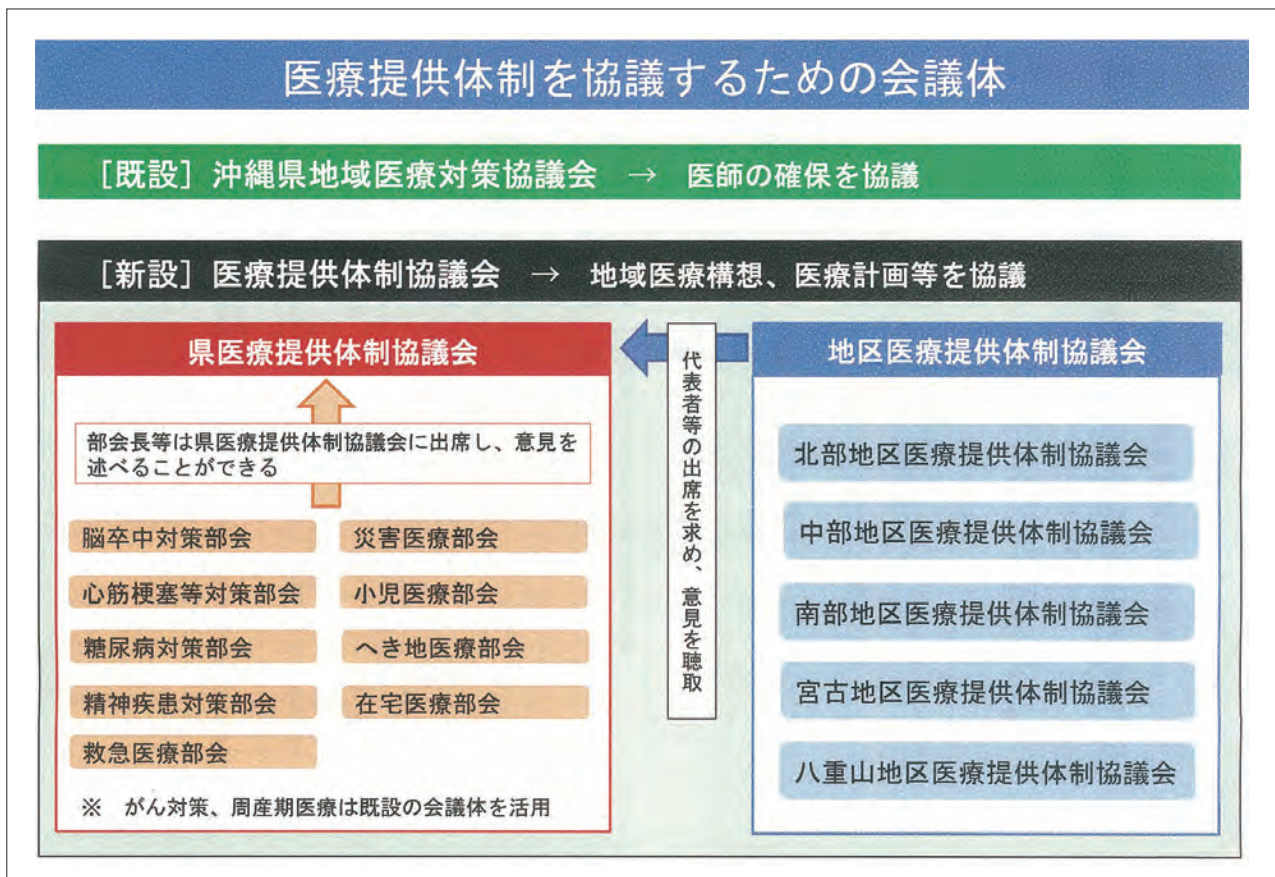 医療提供体制を協議するための会議体
［既設］沖縄県地域医療対策協議会　→　医師の確保を協議
［新設］医療提供体制協議会　→　地域医療構想、医療計画等を協議
県医療提供体制協議会
部会長等は県医療提供体制協議会に出席し、意見を
述べることができる
脳卒中対策部会
心筋梗塞等対策部会
糖尿病対策部会
精神疾患対策部会
救急医療部会
災害医療部会
小児医療部会
へき地医療部会
在宅医療部会
※　がん対策、周産期医療は既設の会議体を活用
代表者等の出席を求め、意見を聴取
地区医療提供体制協議会
北部地区医療提供体制協議会
中部地区医療提供体制協議会
南部地区医療提供体制協議会
宮古地区医療提供体制協議会
八重山地区医療提供体制協議会